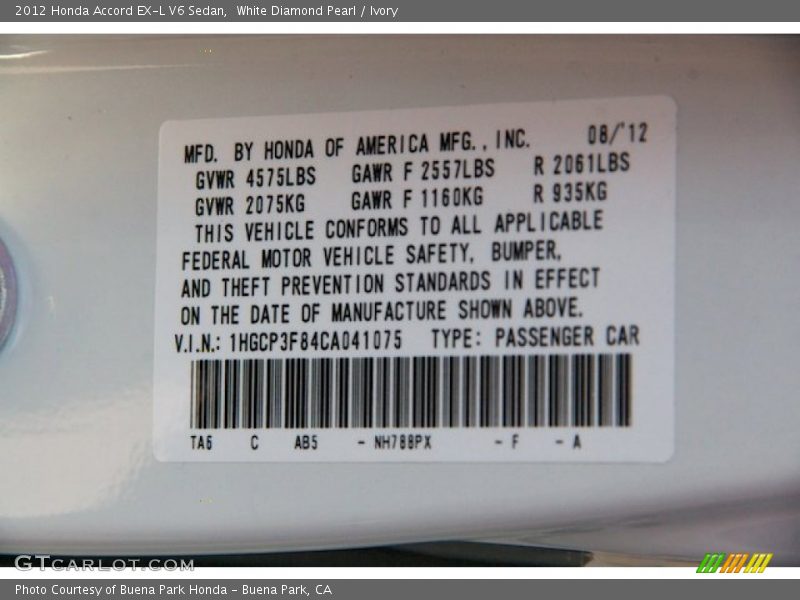 2012 Honda Accord EX-L V6 Sedan,  White Diamond Pearl / Ivory
MFD. BY HONDA OF AMERICA MFG., INC. 08/'12
GVWR 4575LBS GAWR F 2557LBS R 2061LBS
GVWR 2075KG GAWR F 1160KG R 935KG
THIS VEHICLE CONFORMS TO ALL APPLICABLE
FEDERAL MOTOR VEHICLE SAFETY, BUMPER,
AND THEFT PREVENTION STANDARDS IN EFFECT
ON THE DATE OF MANUFACTURE SHOWN ABOVE.
V.I.N.: 1HGCP3F84CA041075 TYPE: PASSENGER CAR
TA6 C AB5 - NH788PX - F - A
GTCARLOT.COM
Photo Courtesy of Buena Park Honda - Buena Park, CA